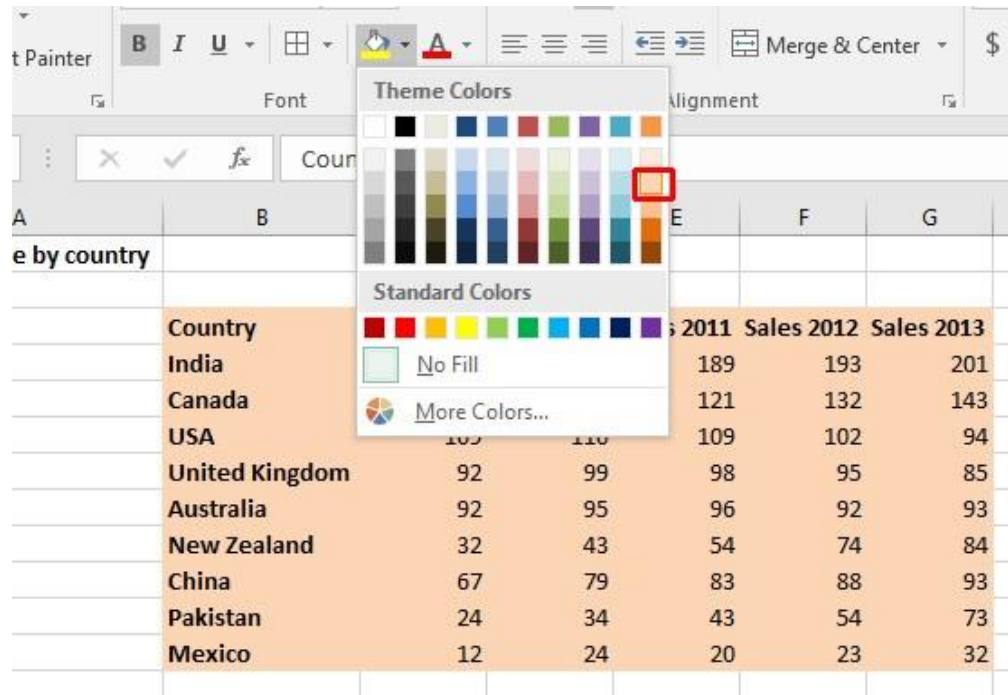 t Painter B I U A Merge & Center $
Font Alignment
Theme Colors
fx Coun
A B E F G
e by country
Standard Colors
Country 2011 Sales 2012 Sales 2013
India 189 193 201
No Fill
Canada 121 132 143
More Colors...
USA 109 102 94
United Kingdom 92 99 98 95 85
Australia 92 95 96 92 93
New Zealand 32 43 54 74 84
China 67 79 83 88 93
Pakistan 24 34 43 54 73
Mexico 12 24 20 23 32